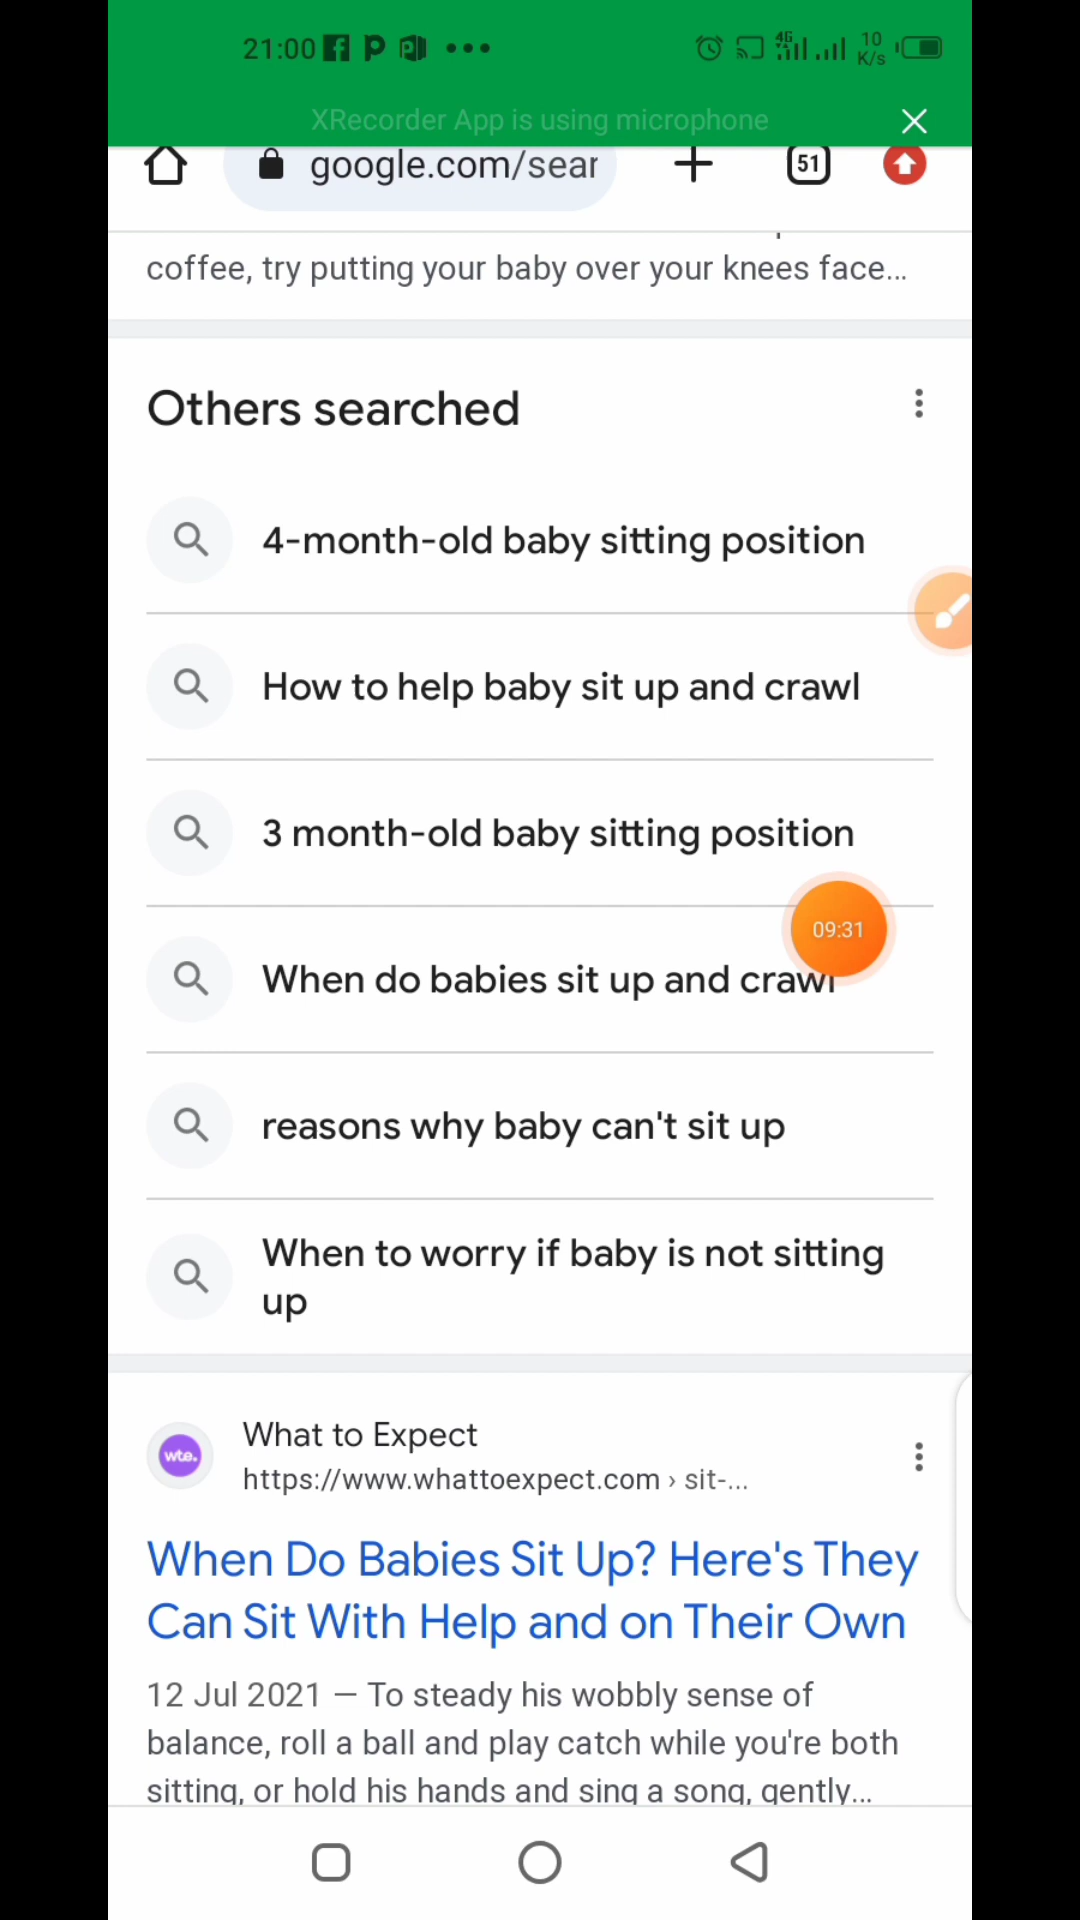 21:00
4G
10
K/s
XRecorder App is using microphone
google.com/sear
51
coffee, try putting your baby over your knees face...
Others searched
4-month-old baby sitting position
How to help baby sit up and crawl
3 month-old baby sitting position
09:31
When do babies sit up and crawl
reasons why baby can't sit up
When to worry if baby is not sitting
up
What to Expect
wte.
https://www.whattoexpect.com › sit-...
When Do Babies Sit Up? Here's They
Can Sit With Help and on Their Own
12 Jul 2021 — To steady his wobbly sense of
balance, roll a ball and play catch while you're both
sitting, or hold his hands and sing a song, gently...